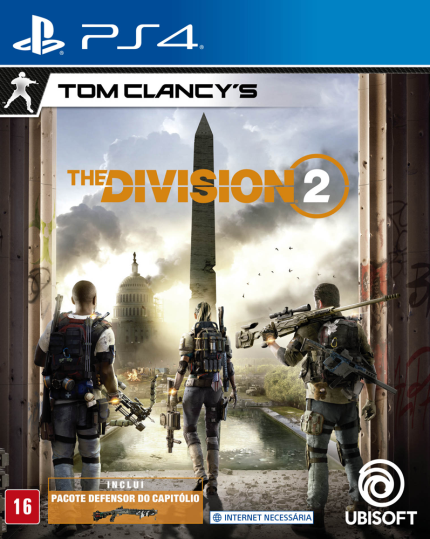 PS4
TOM CLANCY'S
THE DIVISION 2
INCLUI
PACOTE DEFENSOR DO CAPITÓLIO
16
INTERNET NECESSÁRIA
UBISOFT